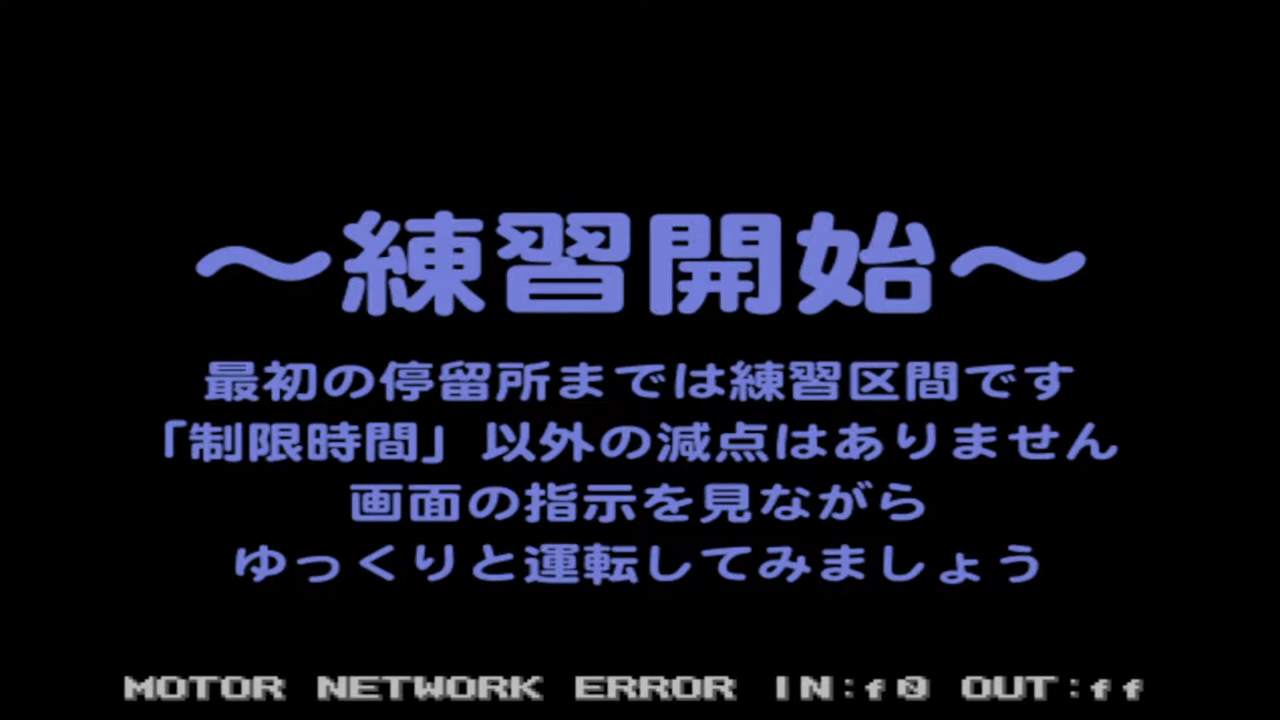 ～練習開始～
最初の停留所までは練習区間です
「制限時間」以外の減点はありません
画面の指示を見ながら
ゆっくりと運転してみましょう
MOTOR NETWORK ERROR IN:f0 OUT:ff